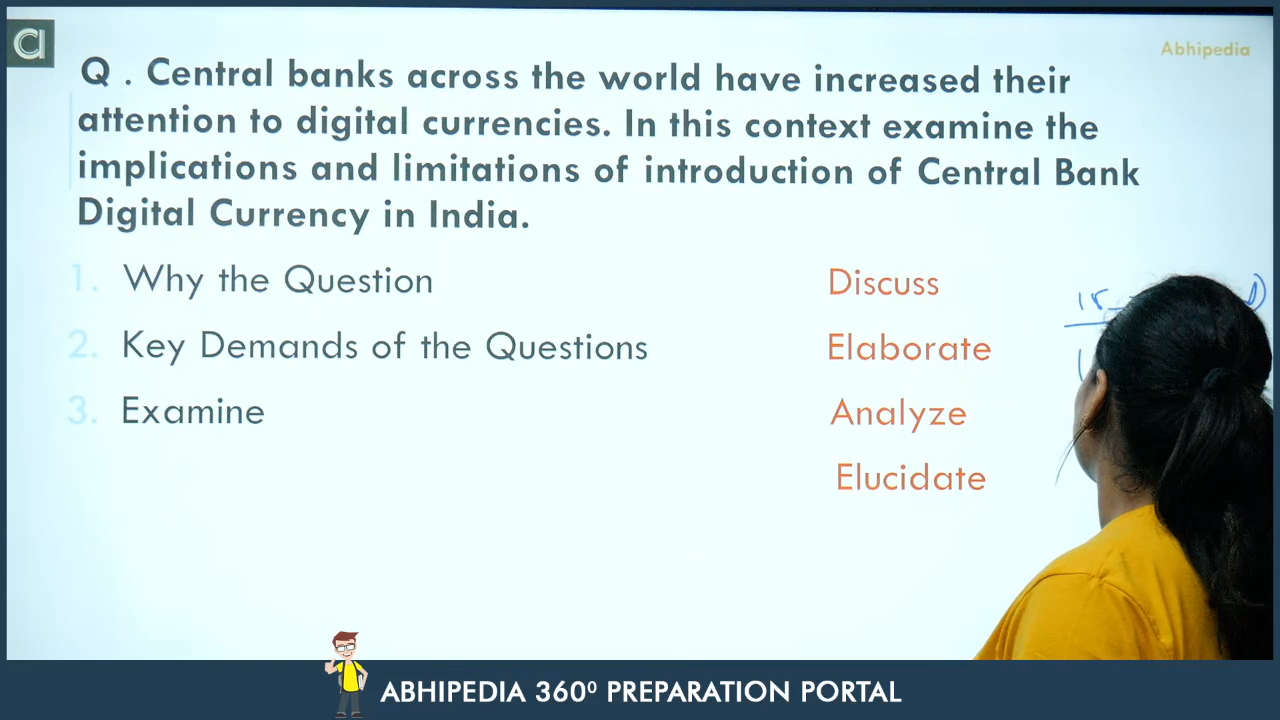 Abhipedia
Q . Central banks across the world have increased their
attention to digital currencies. In this context examine the
implications and limitations of introduction of Central Bank
Digital Currency in India.
1. Why the Question
2. Key Demands of the Questions
3. Examine
Discuss
Elaborate
Analyze
Elucidate
ABHIPEDIA 360⁰ PREPARATION PORTAL